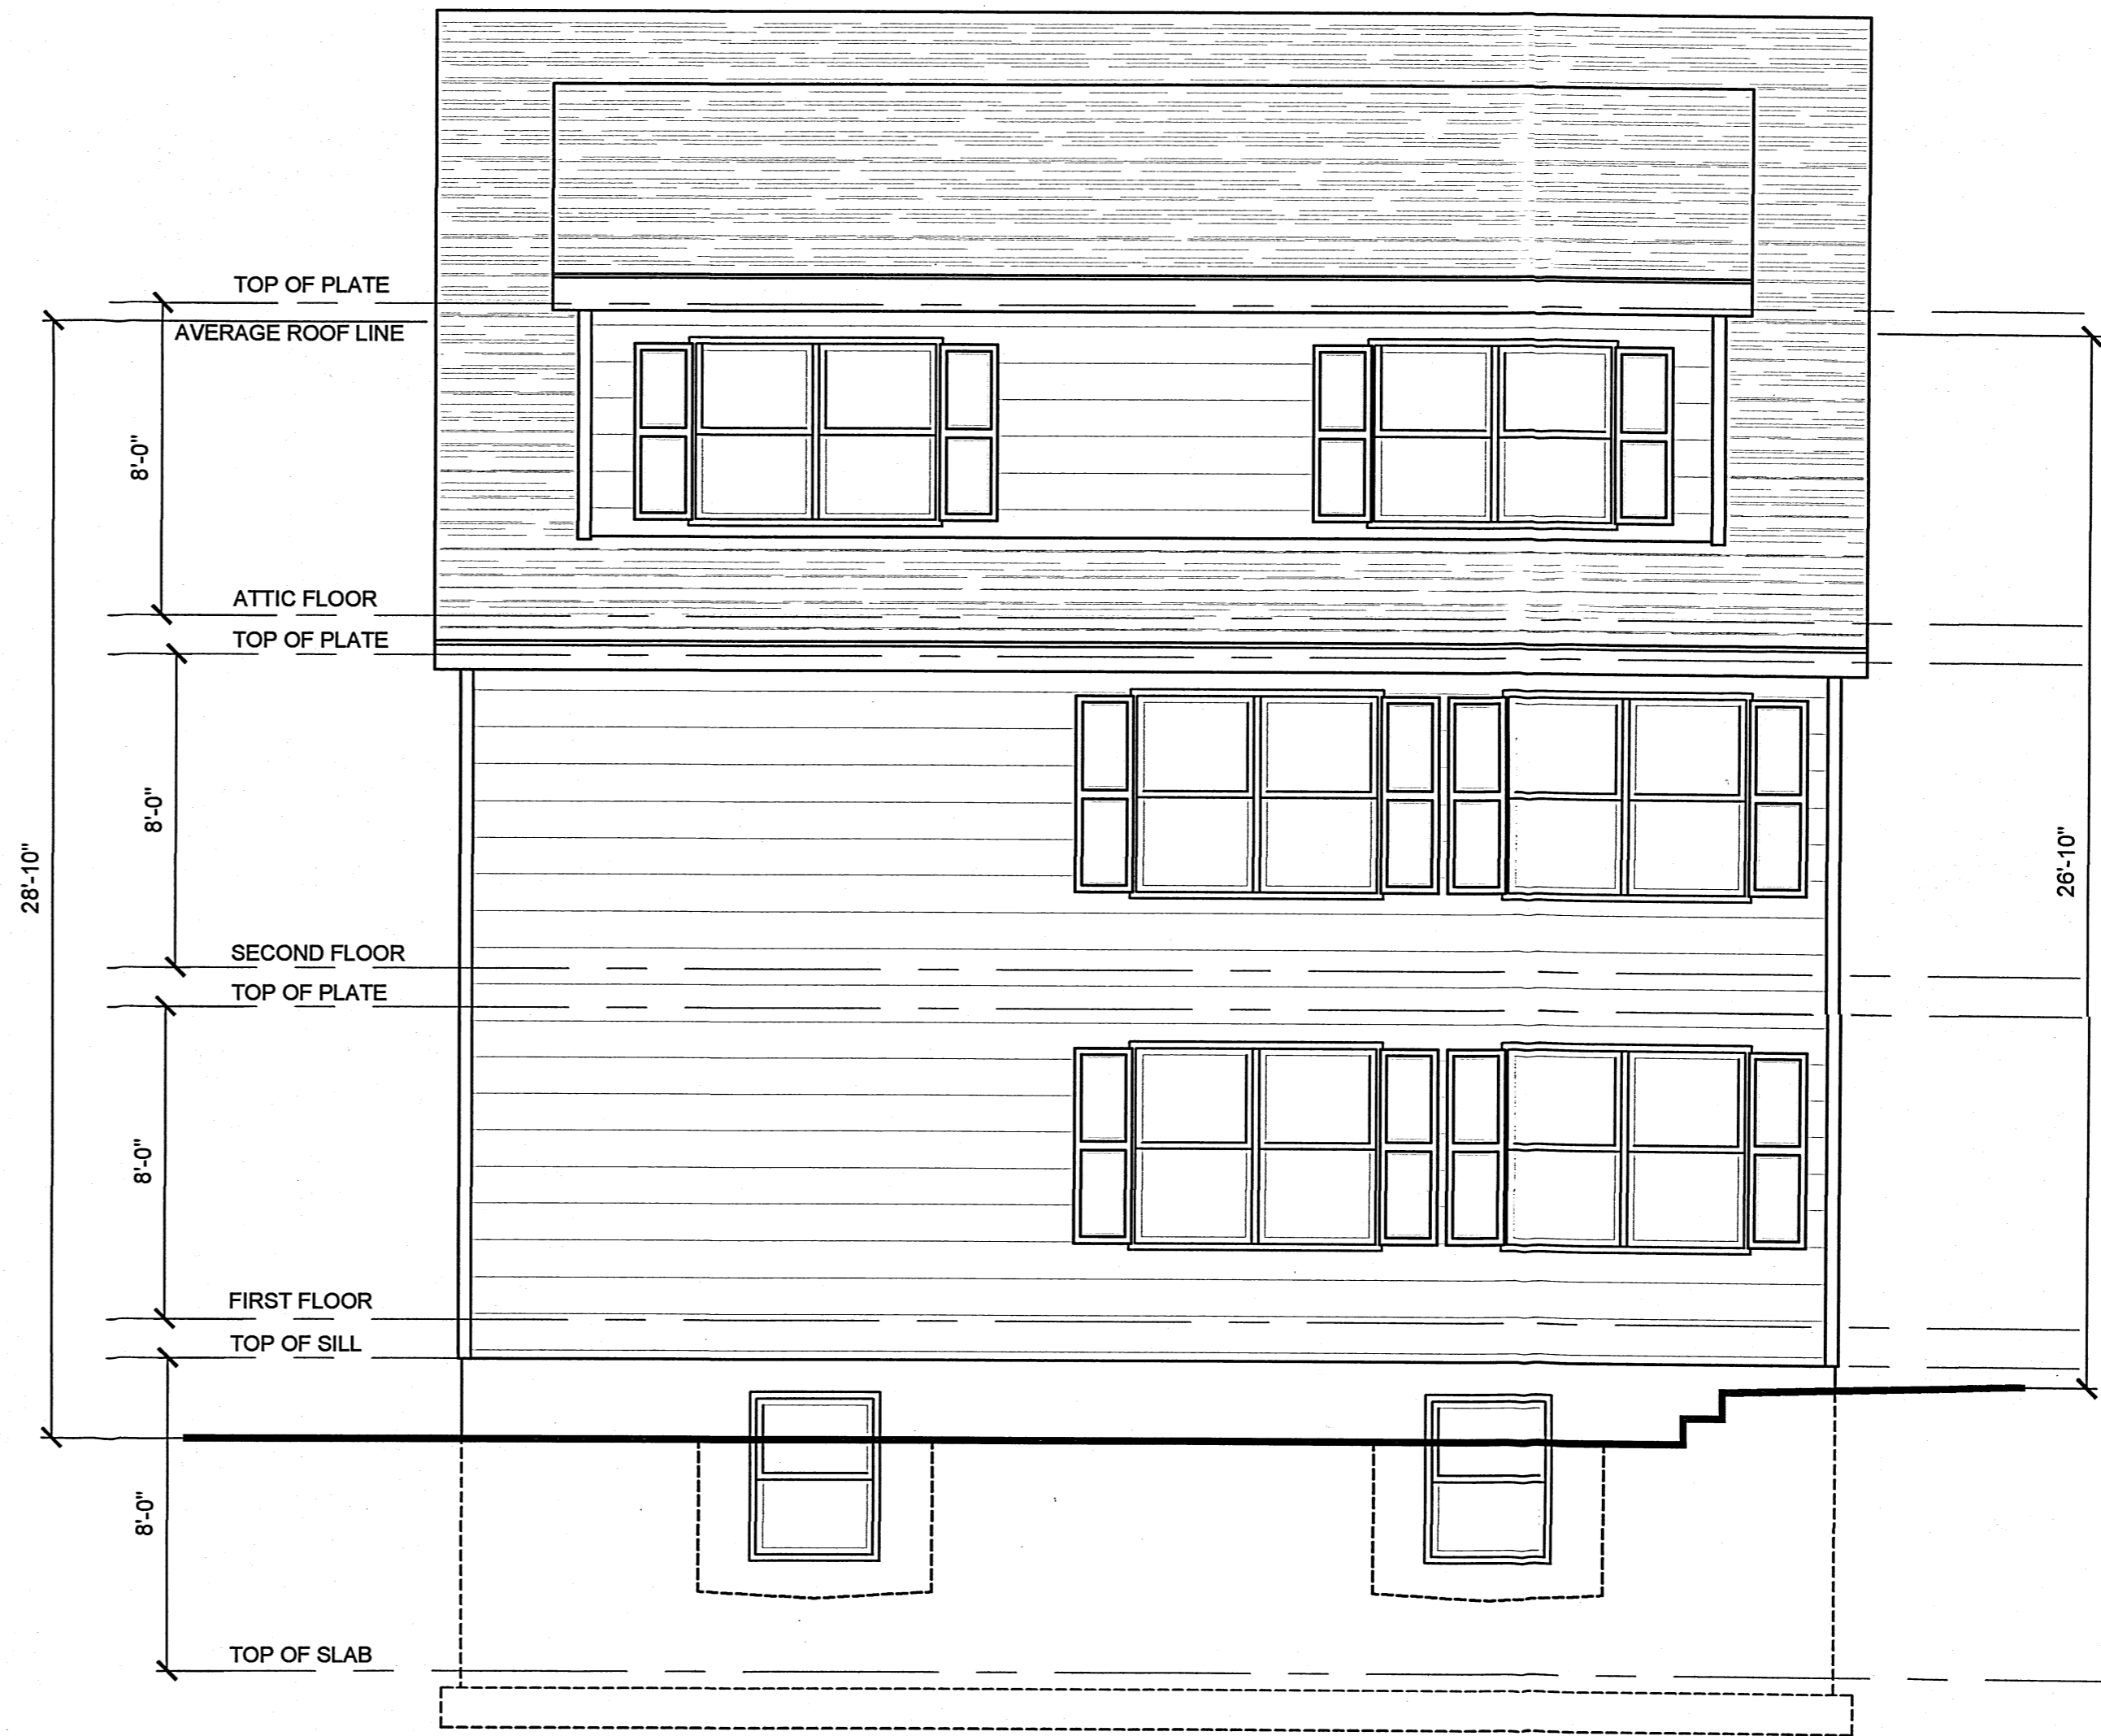 TOP OF PLATE
AVERAGE ROOF LINE
8'-0"
ATTIC FLOOR
TOP OF PLATE
8'-0"
28'-10"
26'-10"
SECOND FLOOR
TOP OF PLATE
8'-0"
FIRST FLOOR
TOP OF SILL
8'-0"
TOP OF SLAB